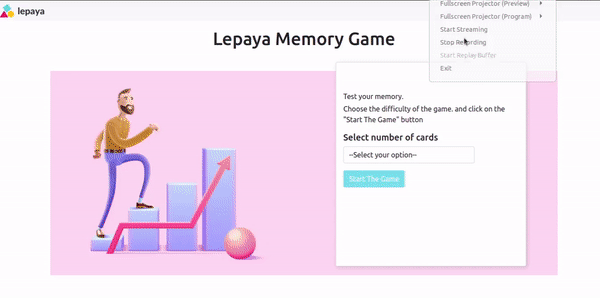 lepaya
Fullscreen Projector (Preview)
Fullscreen Projector (Program)
Start Streaming
Stop Recording
Start Replay Buffer
Exit
Lepaya Memory Game
Test your memory.
Choose the difficulty of the game. and click on the
"Start The Game" button
Select number of cards
--Select your option--
Start The Game